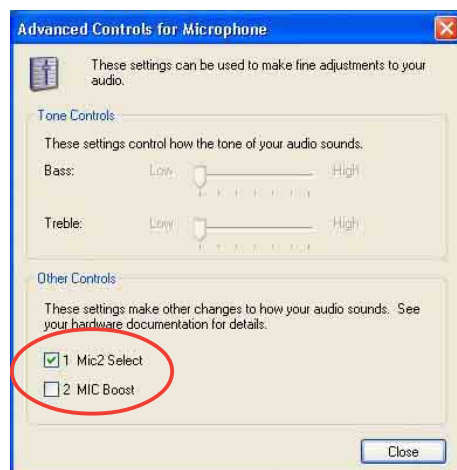 Advanced Controls for Microphone
These settings can be used to make fine adjustments to your
audio.
Tone Controls
These settings control how the tone of your audio sounds.
Bass: Low High
Treble: Low High
Other Controls
These settings make other changes to how your audio sounds. See
your hardware documentation for details.
1 Mic2 Select
2 MIC Boost
Close